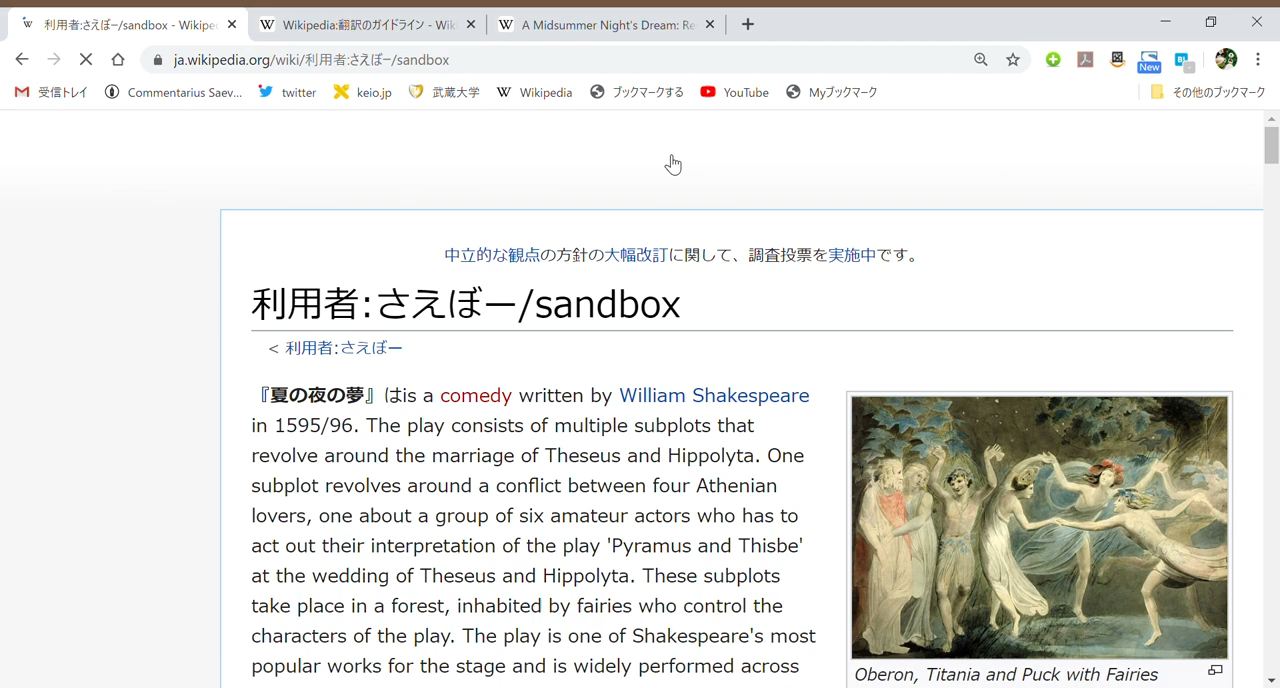 利用者:さえぼー/sandbox - Wikipe
Wikipedia:翻訳のガイドライン - Wiki
A Midsummer Night's Dream: Re
ja.wikipedia.org/wiki/利用者:さえぼー/sandbox
New
受信トレイ
Commentarius Saev...
twitter
keio.jp
武蔵大学
Wikipedia
ブックマークする
YouTube
Myブックマーク
その他のブックマーク
中立的な観点の方針の大幅改訂に関して、調査投票を実施中です。
利用者:さえぼー/sandbox
< 利用者:さえぼー
『夏の夜の夢』はis a comedy written by William Shakespeare
in 1595/96. The play consists of multiple subplots that
revolve around the marriage of Theseus and Hippolyta. One
subplot revolves around a conflict between four Athenian
lovers, one about a group of six amateur actors who has to
act out their interpretation of the play 'Pyramus and Thisbe'
at the wedding of Theseus and Hippolyta. These subplots
take place in a forest, inhabited by fairies who control the
characters of the play. The play is one of Shakespeare's most
popular works for the stage and is widely performed across
Oberon, Titania and Puck with Fairies